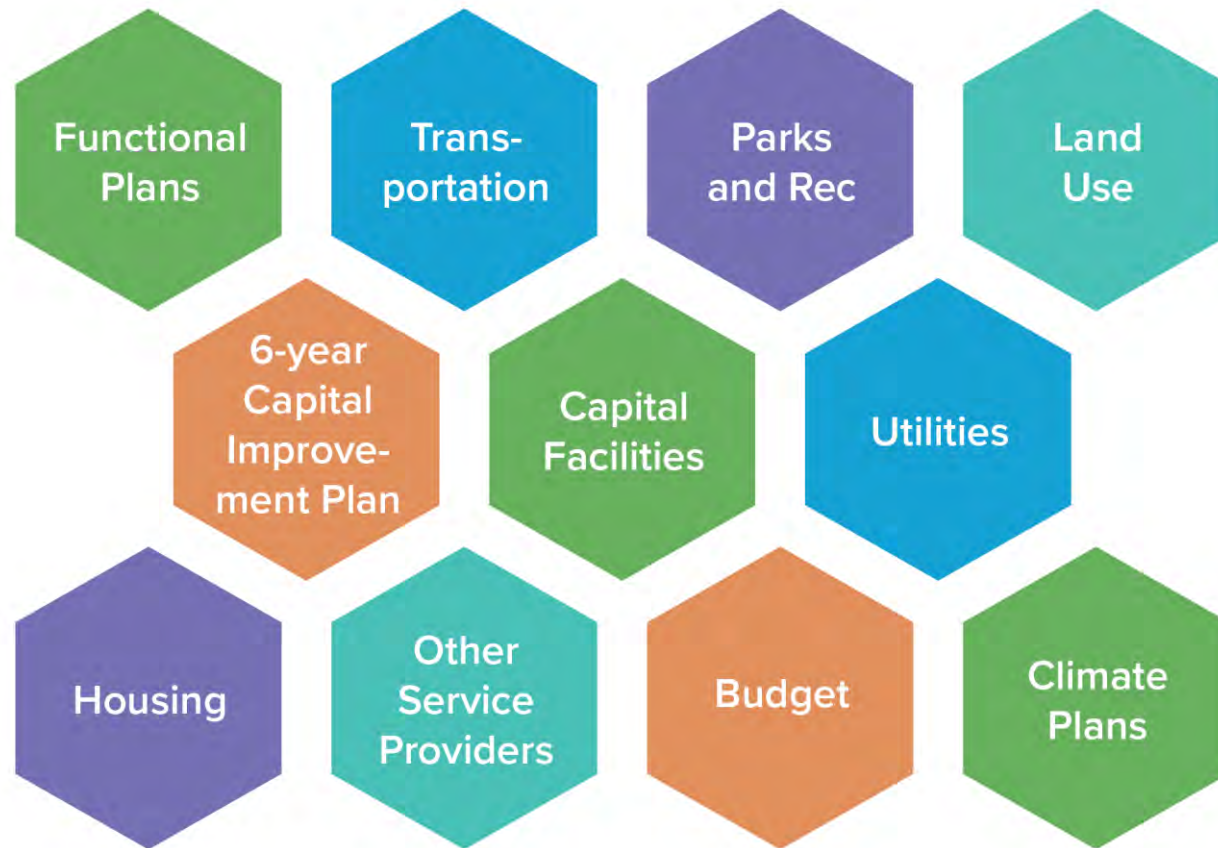 Functional
Plans
Trans-
portation
Parks
and Rec
Land
Use
6-year
Capital
Improve-
ment Plan
Capital
Facilities
Utilities
Housing
Other
Service
Providers
Budget
Climate
Plans